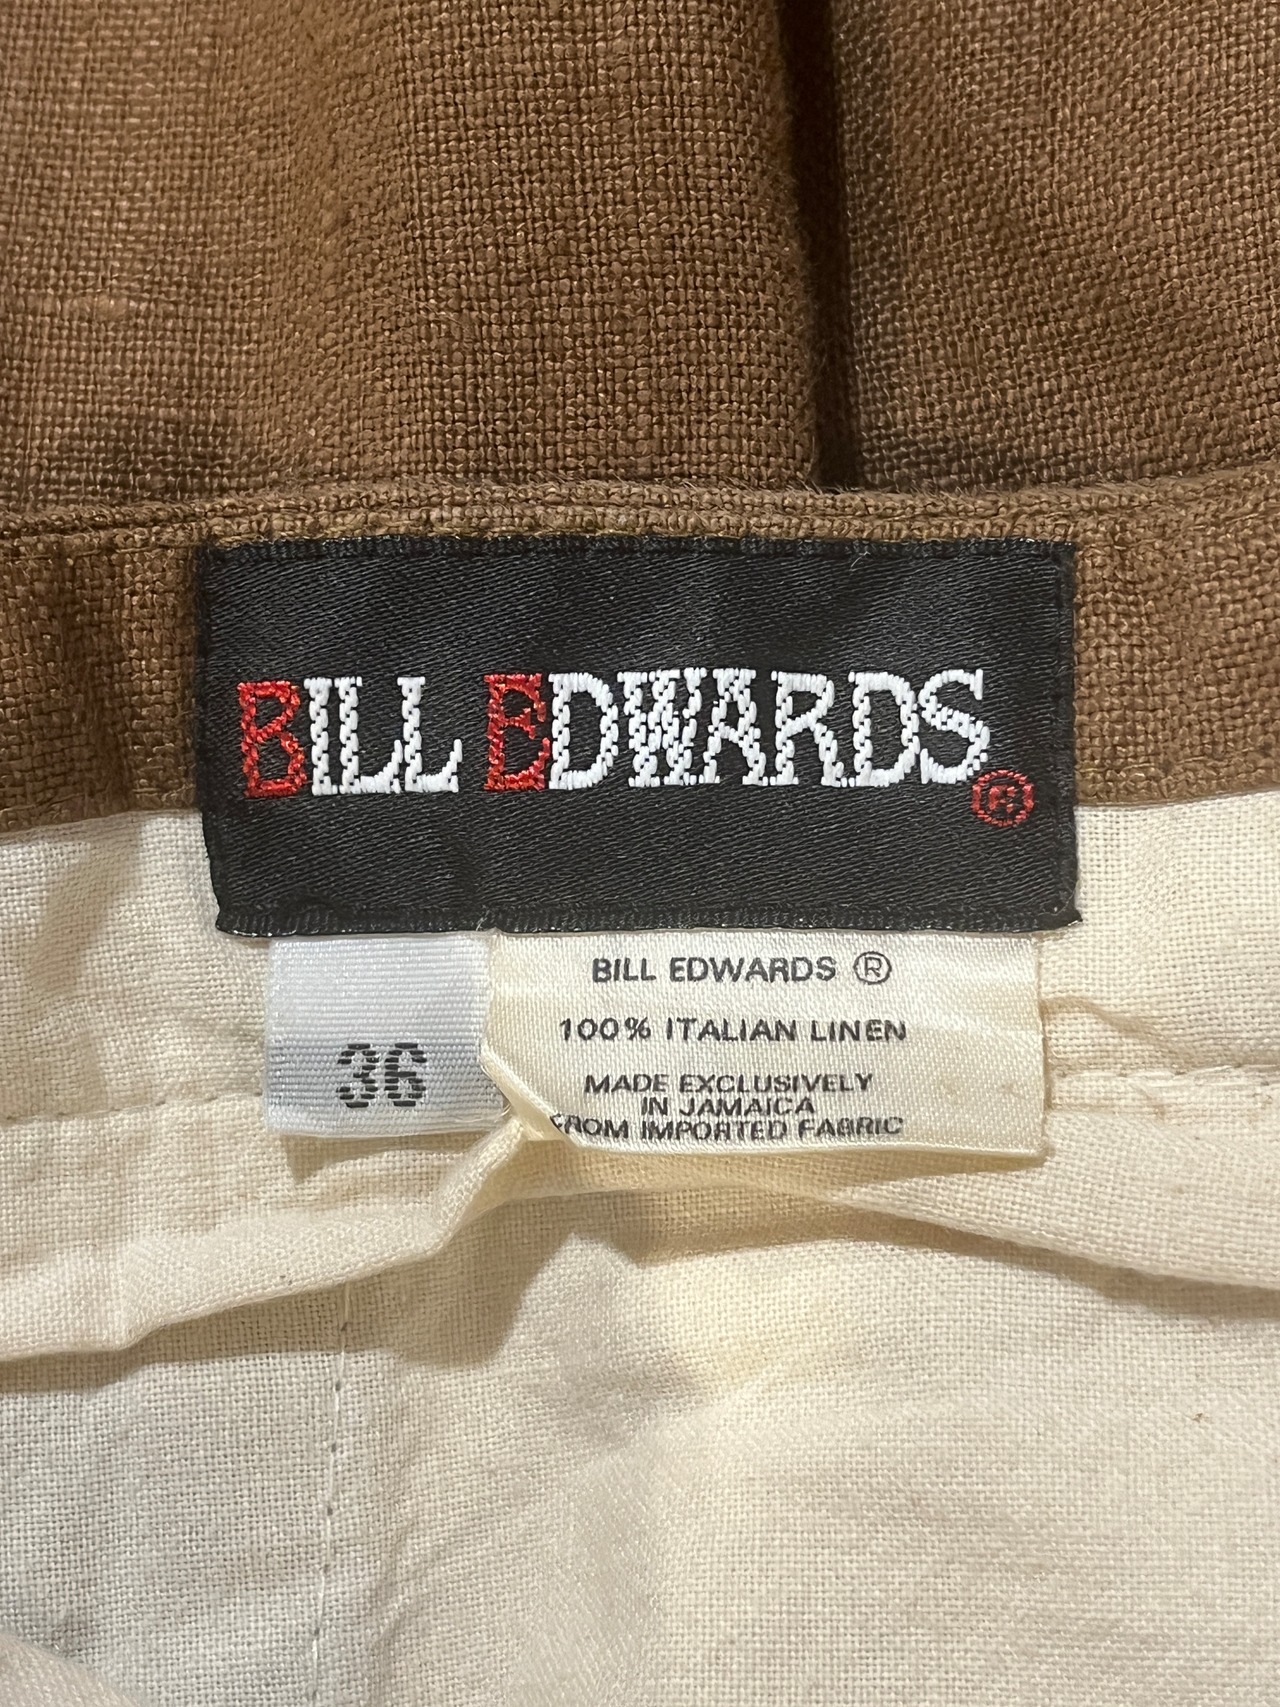 BILL EDWARDS®
36
BILL EDWARDS ®
100% ITALIAN LINEN
MADE EXCLUSIVELY
IN JAMAICA
FROM IMPORTED FABRIC